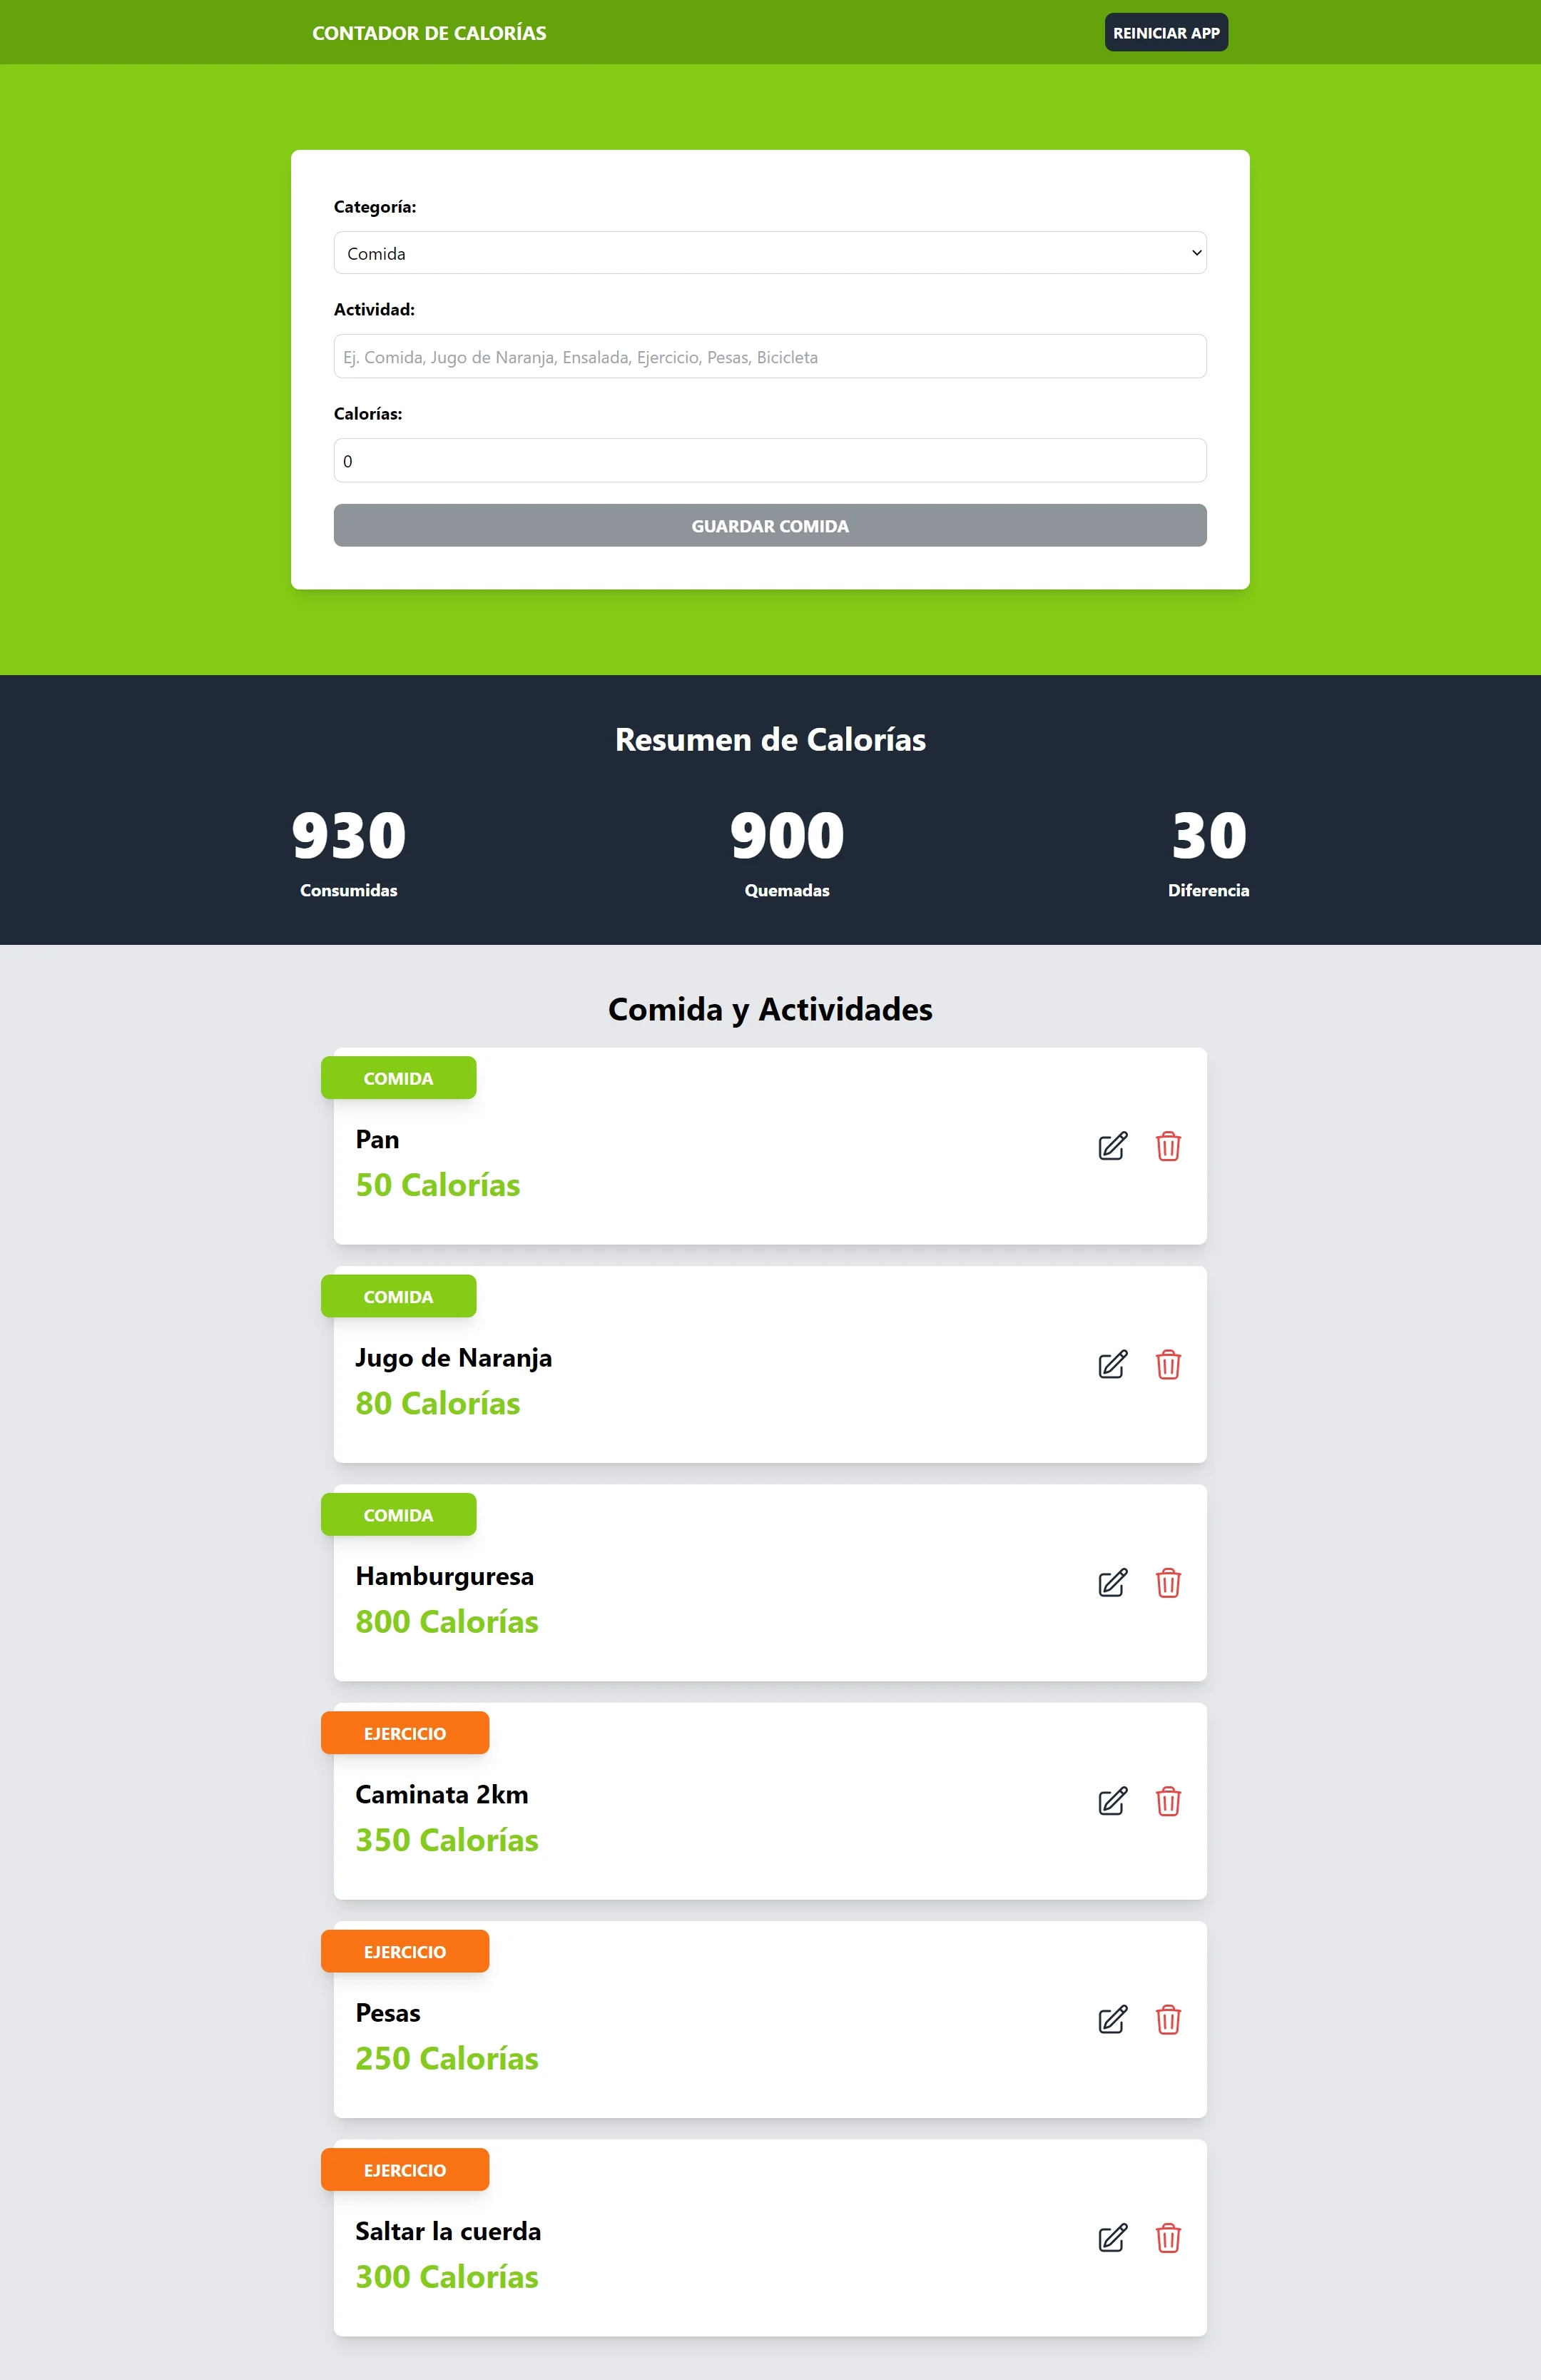 CONTADOR DE CALORÍAS
REINICIAR APP
Categoría:
Comida
Actividad:
Ej. Comida, Jugo de Naranja, Ensalada, Ejercicio, Pesas, Bicicleta
Calorías:
0
GUARDAR COMIDA
Resumen de Calorías
930 900 30
Consumidas Quemadas Diferencia
Comida y Actividades
COMIDA
Pan
50 Calorías
COMIDA
Jugo de Naranja
80 Calorías
COMIDA
Hamburguresa
800 Calorías
EJERCICIO
Caminata 2km
350 Calorías
EJERCICIO
Pesas
250 Calorías
EJERCICIO
Saltar la cuerda
300 Calorías